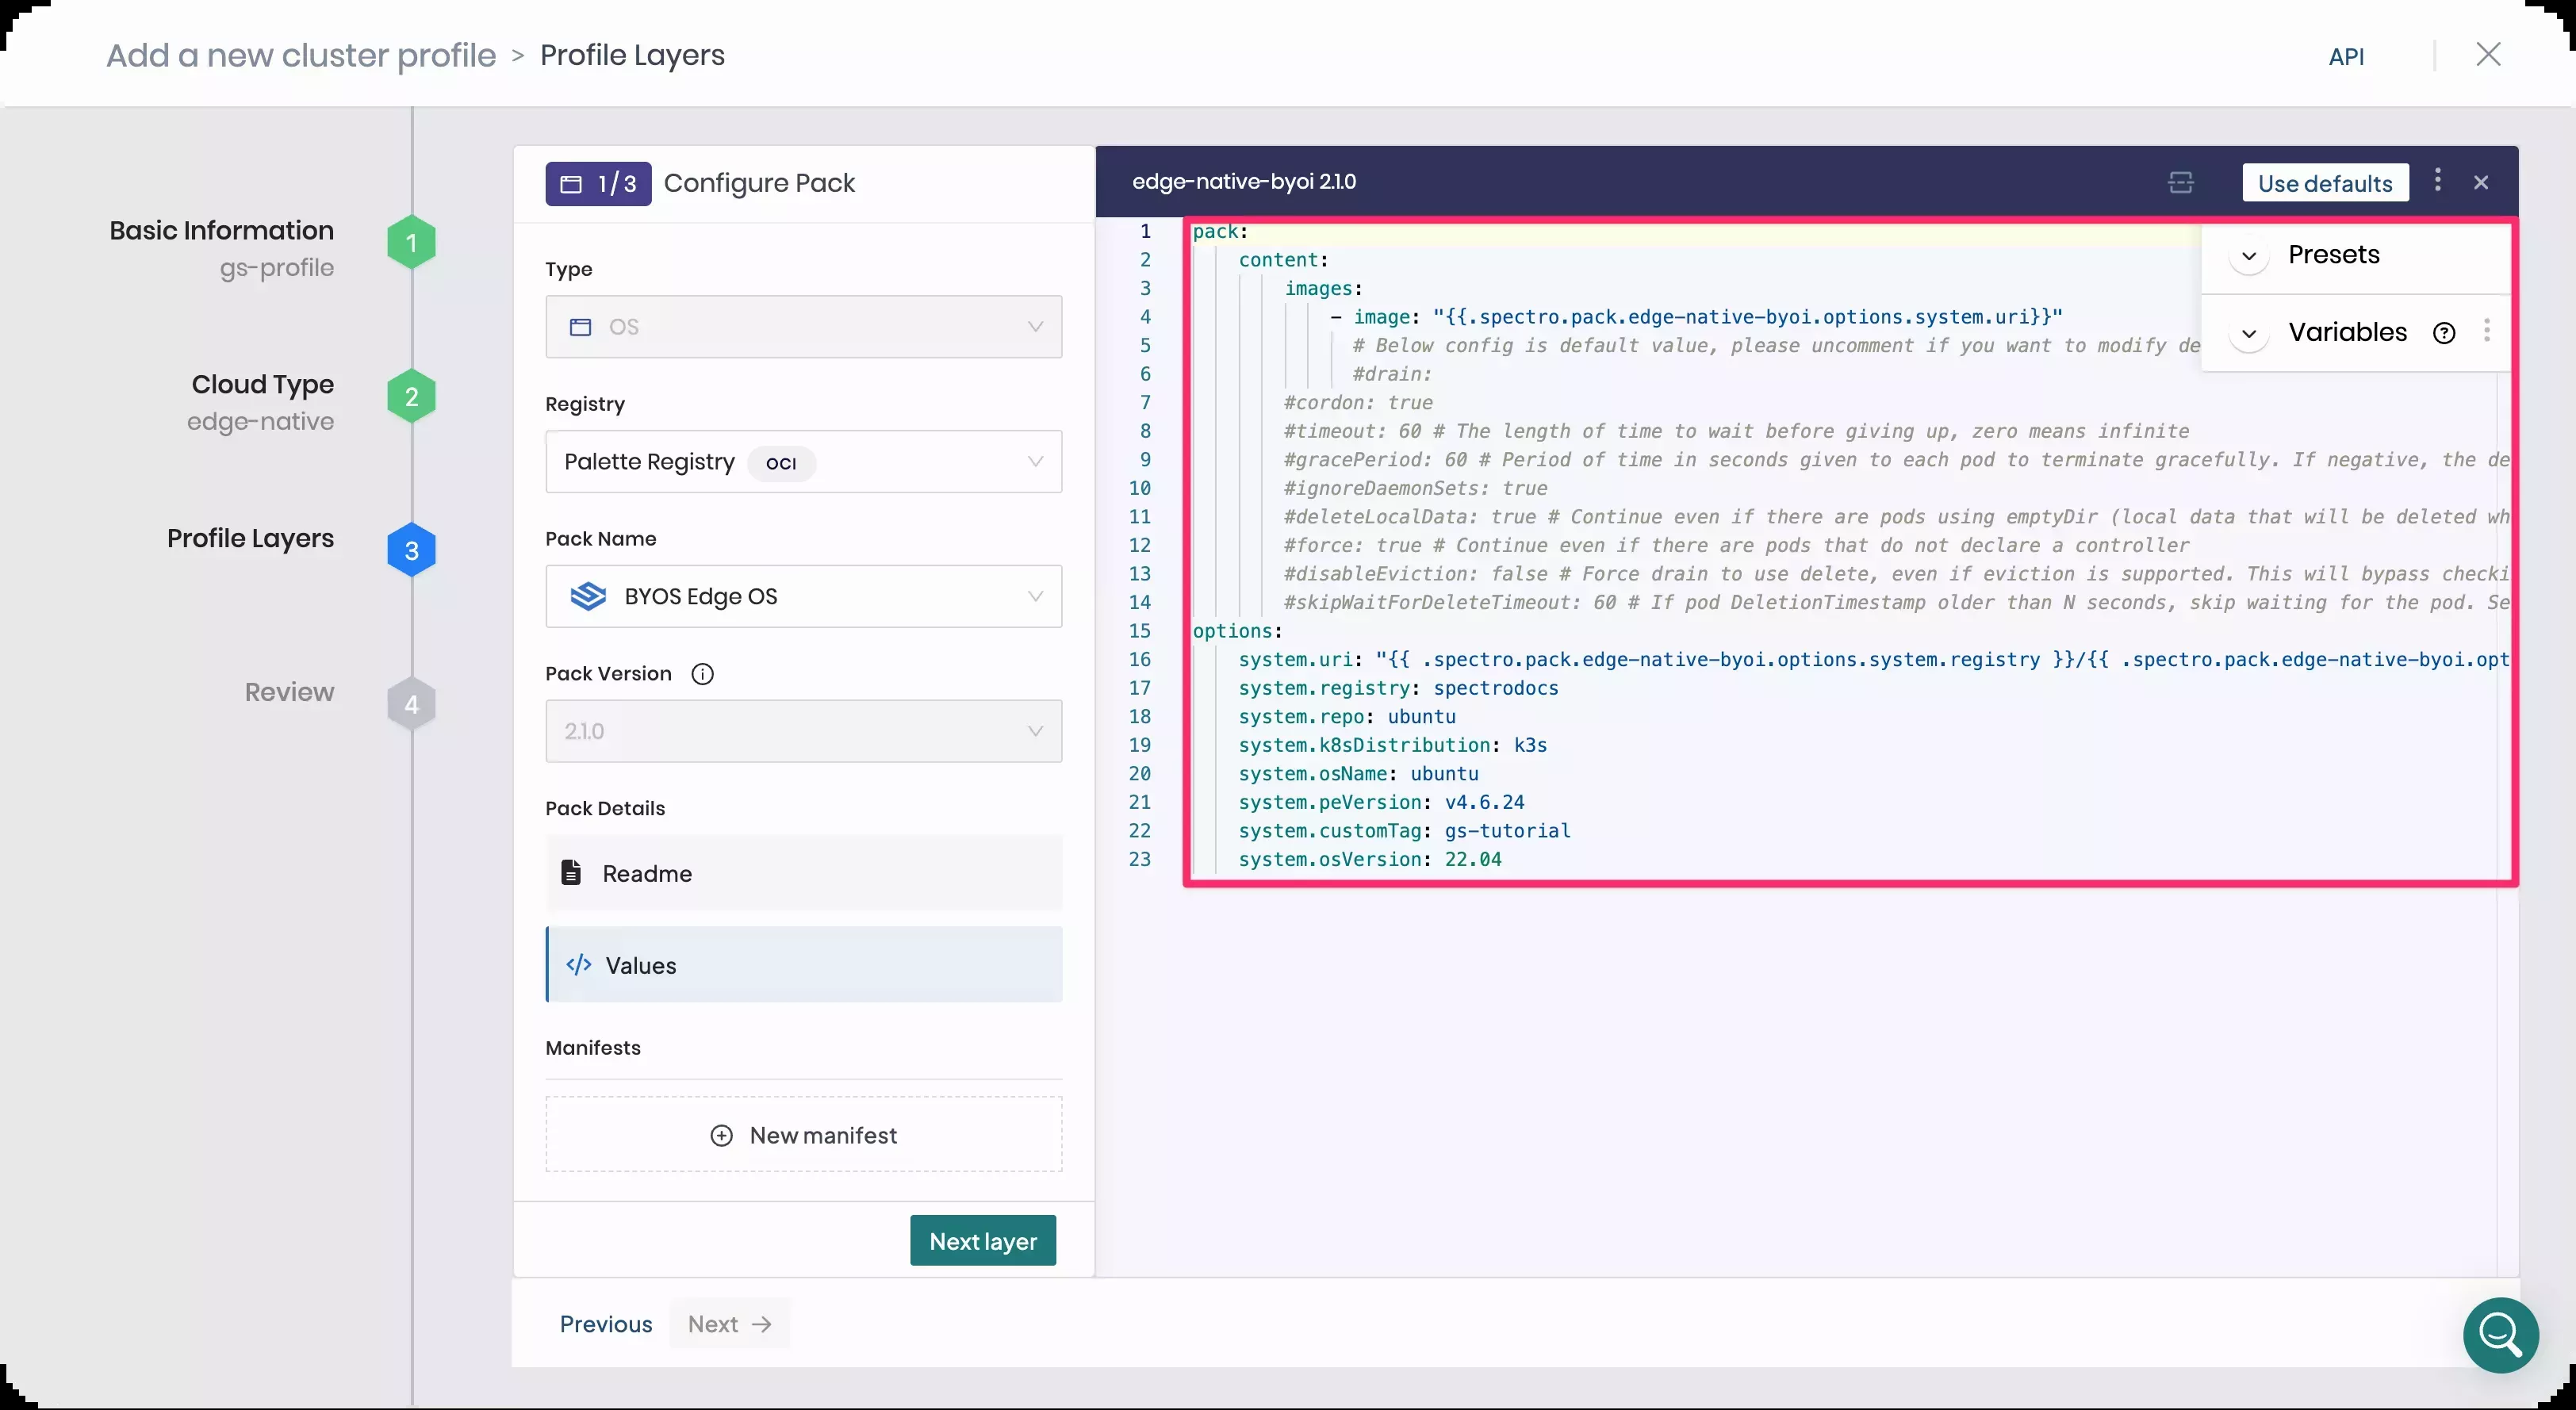 Add a new cluster profile > Profile Layers
API
Basic Information
gs-profile
1
Cloud Type
edge-native
2
Profile Layers
3
Review
4
1/3 Configure Pack
Type
OS
Registry
Palette Registry OCI
Pack Name
BYOS Edge OS
Pack Version
2.1.0
Pack Details
Readme
</> Values
Manifests
New manifest
Next layer
Previous
Next →
edge-native-byoi 2.1.0
Use defaults
Presets
Variables
1 pack:
2 content:
3 images:
4 - image: "{{.spectro.pack.edge-native-byoi.options.system.uri}}"
5 # Below config is default value, please uncomment if you want to modify de
6 #drain:
7 #cordon: true
8 #timeout: 60 # The length of time to wait before giving up, zero means infinite
9 #gracePeriod: 60 # Period of time in seconds given to each pod to terminate gracefully. If negative, the de
10 #ignoreDaemonSets: true
11 #deleteLocalData: true # Continue even if there are pods using emptyDir (local data that will be deleted wh
12 #force: true # Continue even if there are pods that do not declare a controller
13 #disableEviction: false # Force drain to use delete, even if eviction is supported. This will bypass checki
14 #skipWaitForDeleteTimeout: 60 # If pod DeletionTimestamp older than N seconds, skip waiting for the pod. Se
15 options:
16 system.uri: "{{ .spectro.pack.edge-native-byoi.options.system.registry }}/{{ .spectro.pack.edge-native-byoi.opt
17 system.registry: spectrodocs
18 system.repo: ubuntu
19 system.k8sDistribution: k3s
20 system.osName: ubuntu
21 system.peVersion: v4.6.24
22 system.customTag: gs-tutorial
23 system.osVersion: 22.04